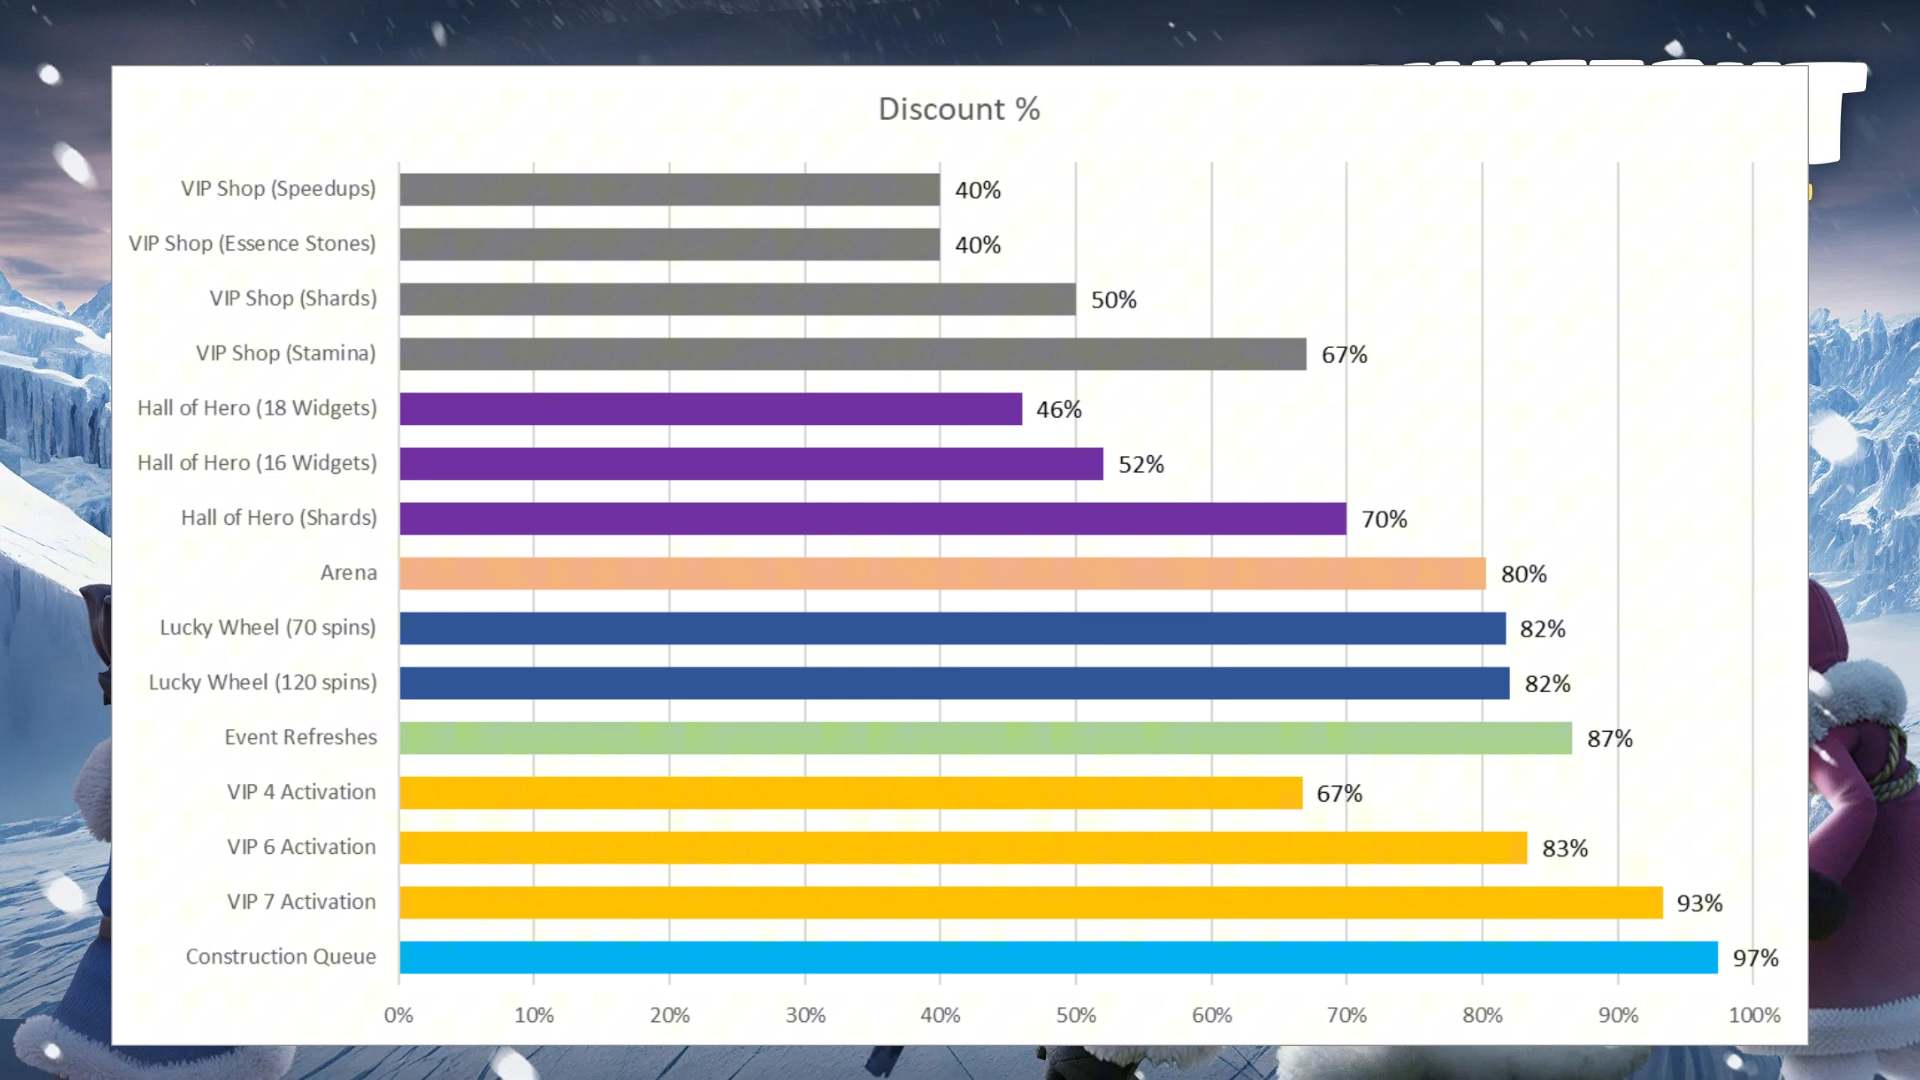 Discount %
VIP Shop (Speedups) 40%
VIP Shop (Essence Stones) 40%
VIP Shop (Shards) 50%
VIP Shop (Stamina) 67%
Hall of Hero (18 Widgets) 46%
Hall of Hero (16 Widgets) 52%
Hall of Hero (Shards) 70%
Arena 80%
Lucky Wheel (70 spins) 82%
Lucky Wheel (120 spins) 82%
Event Refreshes 87%
VIP 4 Activation 67%
VIP 6 Activation 83%
VIP 7 Activation 93%
Construction Queue 97%
0% 10% 20% 30% 40% 50% 60% 70% 80% 90% 100%